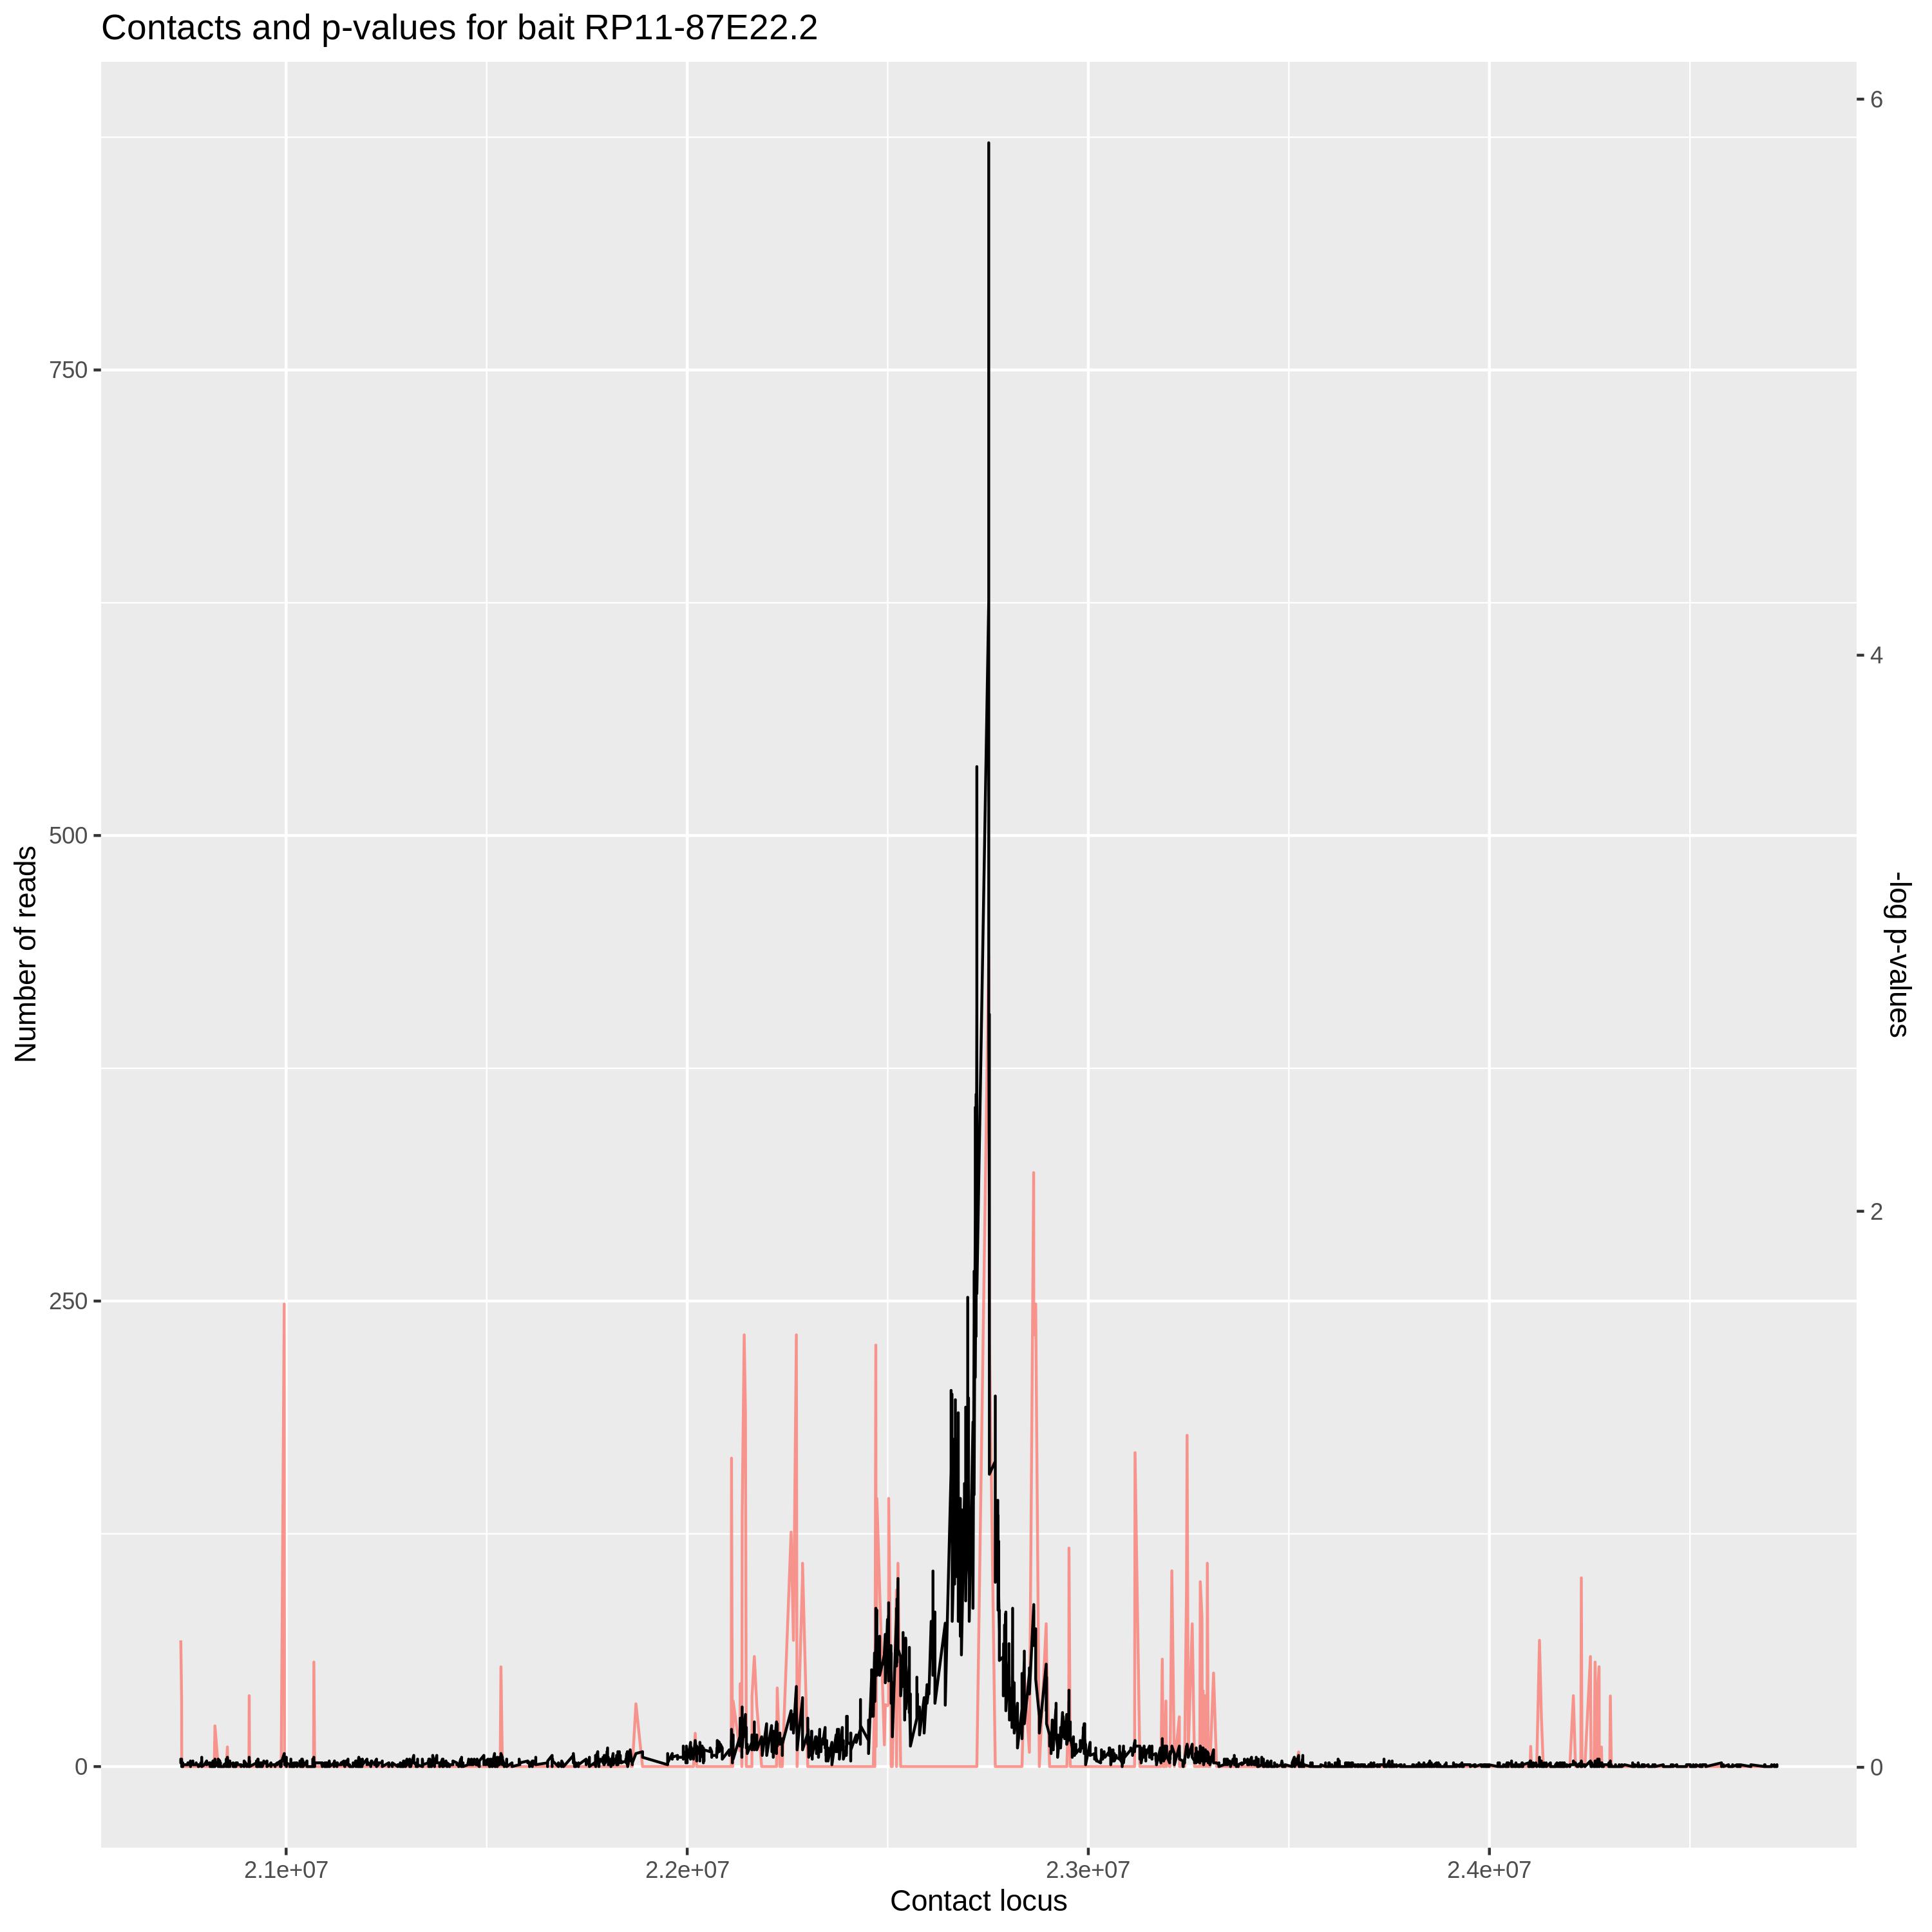 Contacts and p-values for bait RP11-87E22.2
6
750
4
500
Number of reads
-log p-values
2
250
0
0
2.1e+07
2.2e+07
2.3e+07
2.4e+07
Contact locus